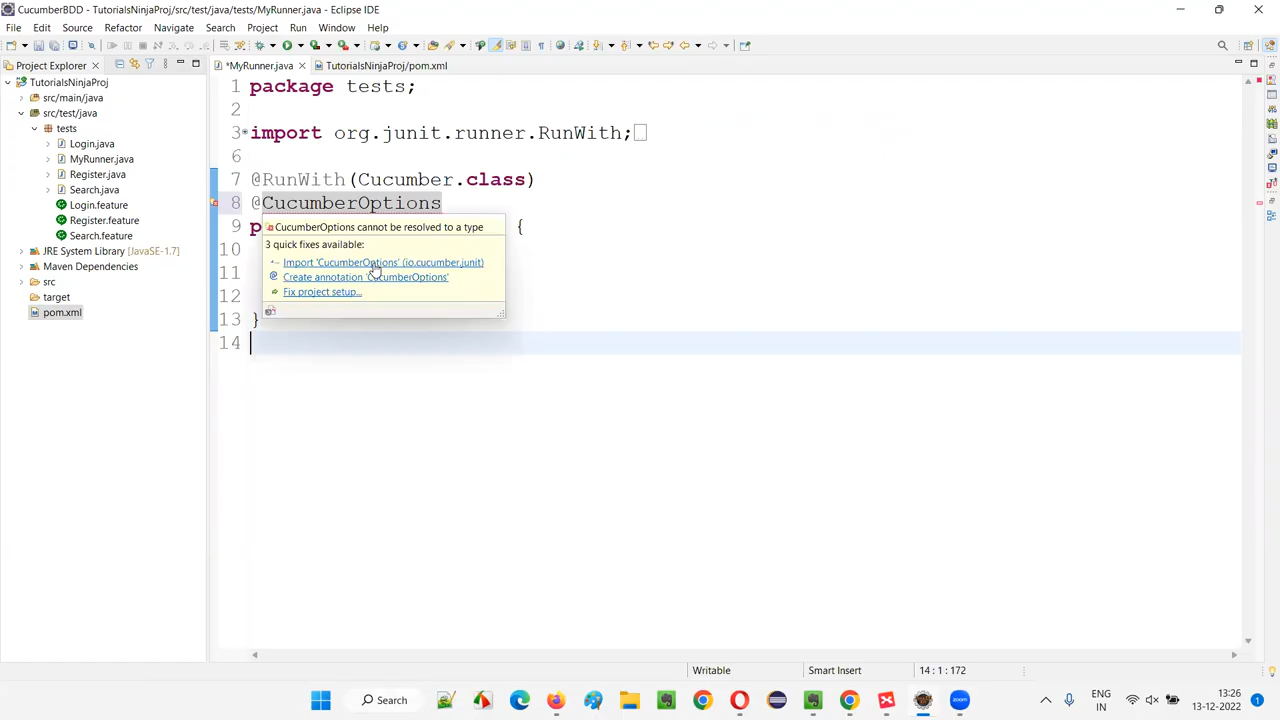 CucumberBDD - TutorialsNinjaProj/src/test/java/tests/MyRunner.java - Eclipse IDE
File Edit Source Refactor Navigate Search Project Run Window Help
Project Explorer
*MyRunner.java
TutorialsNinjaProj/pom.xml
TutorialsNinjaProj
src/main/java
src/test/java
tests
Login.java
MyRunner.java
Register.java
Search.java
Login.feature
Register.feature
Search.feature
JRE System Library [JavaSE-1.7]
Maven Dependencies
src
target
pom.xml
1 package tests;
2
3 import org.junit.runner.RunWith;
6
7 @RunWith(Cucumber.class)
8 @CucumberOptions
9 p {
10
11
12
13 }
14
CucumberOptions cannot be resolved to a type
3 quick fixes available:
Import 'CucumberOptions' (io.cucumber.junit)
Create annotation 'CucumberOptions'
Fix project setup...
Writable
Smart Insert
14 : 1 : 172
Search
ENG
IN
13:26
13-12-2022
1